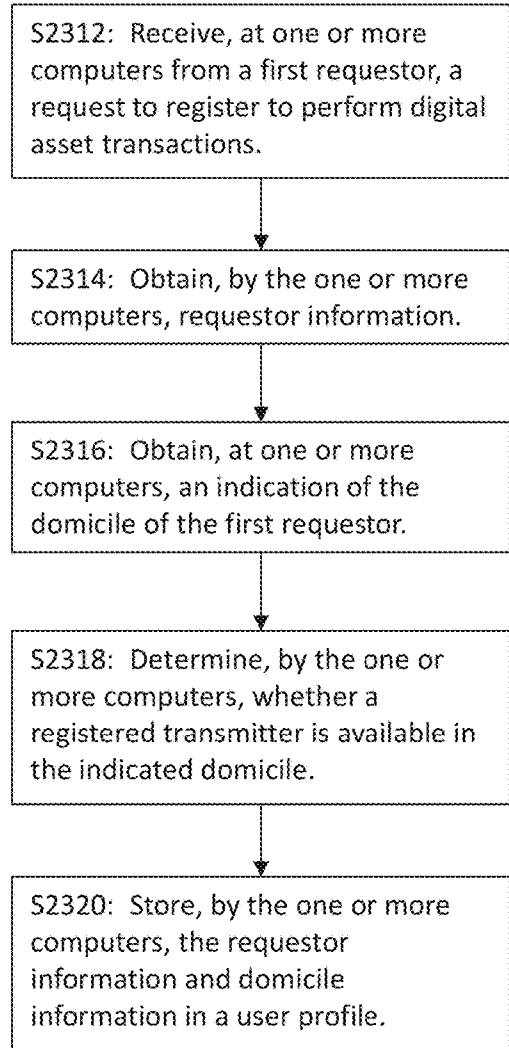 S2312: Receive, at one or more
computers from a first requestor, a
request to register to perform digital
asset transactions.
S2314: Obtain, by the one or more
computers, requestor information.
S2316: Obtain, at one or more
computers, an indication of the
domicile of the first requestor.
S2318: Determine, by the one or
more computers, whether a
registered transmitter is available in
the indicated domicile.
S2320: Store, by the one or more
computers, the requestor
information and domicile
information in a user profile.